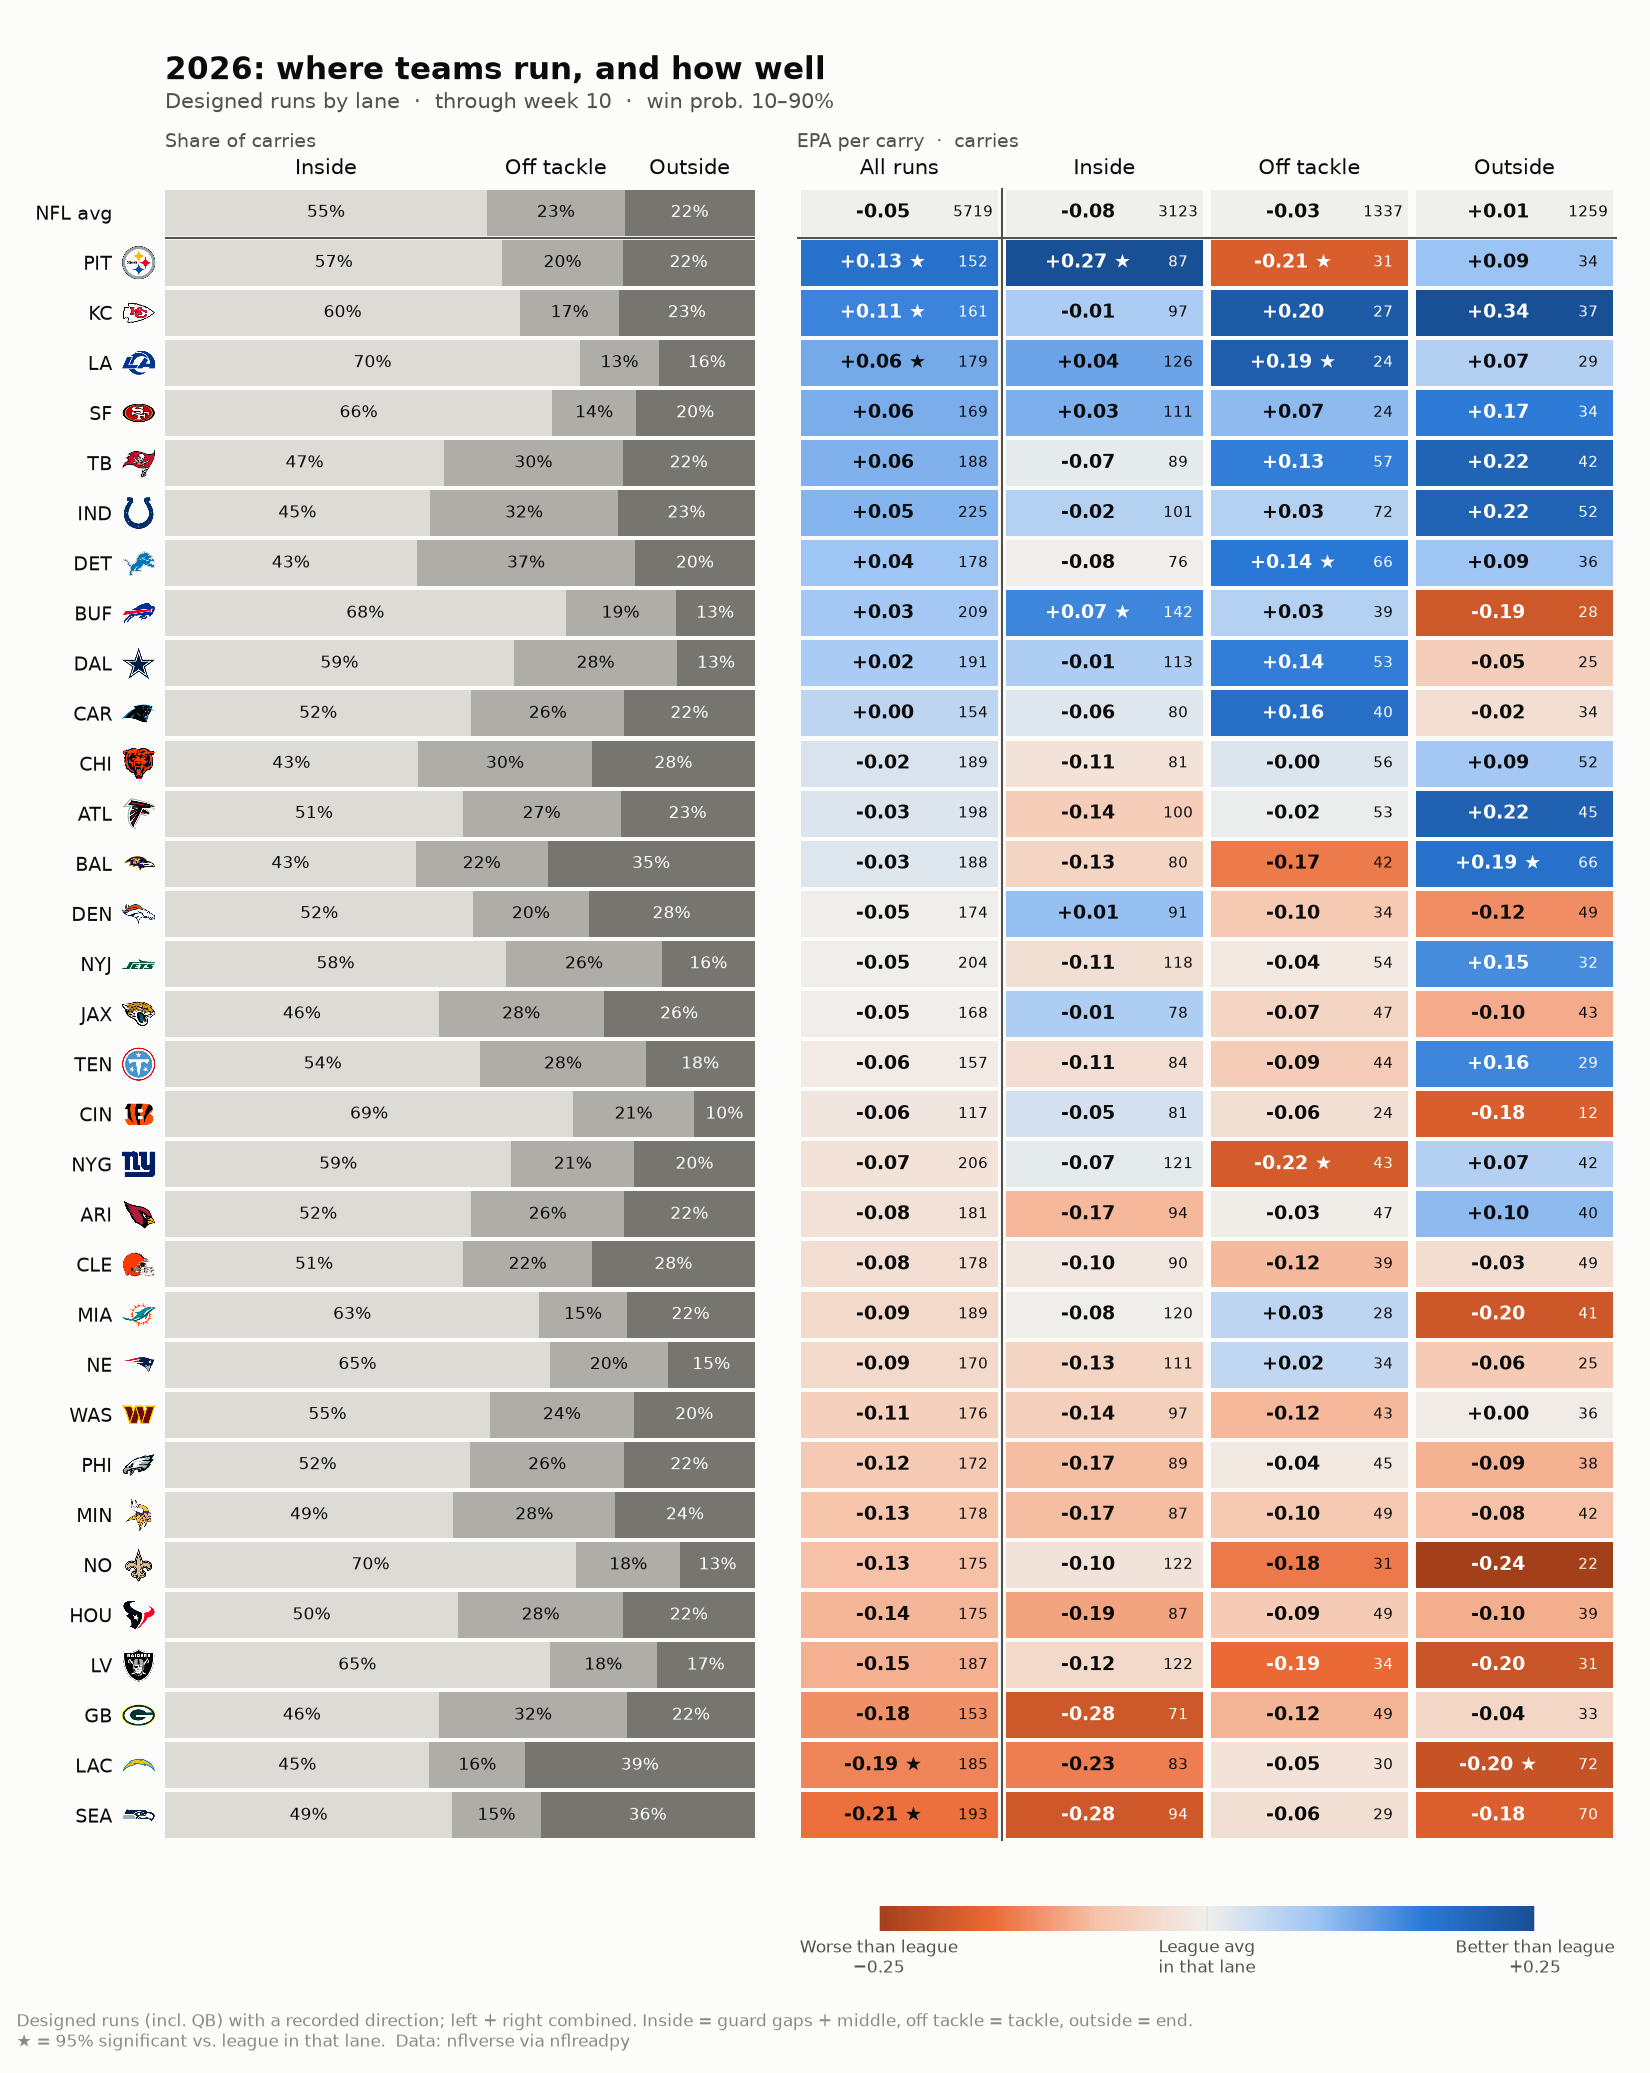 2026: where teams run, and how well
Designed runs by lane · through week 10 · win prob. 10–90%
Share of carries EPA per carry · carries
Inside Off tackle Outside All runs Inside Off tackle Outside
NFL avg 55% 23% 22% -0.05 5719 -0.08 3123 -0.03 1337 +0.01 1259
PIT 57% 20% 22% +0.13 ★ 152 +0.27 ★ 87 -0.21 ★ 31 +0.09 34
KC 60% 17% 23% +0.11 ★ 161 -0.01 97 +0.20 27 +0.34 37
LA 70% 13% 16% +0.06 ★ 179 +0.04 126 +0.19 ★ 24 +0.07 29
SF 66% 14% 20% +0.06 169 +0.03 111 +0.07 24 +0.17 34
TB 47% 30% 22% +0.06 188 -0.07 89 +0.13 57 +0.22 42
IND 45% 32% 23% +0.05 225 -0.02 101 +0.03 72 +0.22 52
DET 43% 37% 20% +0.04 178 -0.08 76 +0.14 ★ 66 +0.09 36
BUF 68% 19% 13% +0.03 209 +0.07 ★ 142 +0.03 39 -0.19 28
DAL 59% 28% 13% +0.02 191 -0.01 113 +0.14 53 -0.05 25
CAR 52% 26% 22% +0.00 154 -0.06 80 +0.16 40 -0.02 34
CHI 43% 30% 28% -0.02 189 -0.11 81 -0.00 56 +0.09 52
ATL 51% 27% 23% -0.03 198 -0.14 100 -0.02 53 +0.22 45
BAL 43% 22% 35% -0.03 188 -0.13 80 -0.17 42 +0.19 ★ 66
DEN 52% 20% 28% -0.05 174 +0.01 91 -0.10 34 -0.12 49
NYJ JETS 58% 26% 16% -0.05 204 -0.11 118 -0.04 54 +0.15 32
JAX 46% 28% 26% -0.05 168 -0.01 78 -0.07 47 -0.10 43
TEN 54% 28% 18% -0.06 157 -0.11 84 -0.09 44 +0.16 29
CIN 69% 21% 10% -0.06 117 -0.05 81 -0.06 24 -0.18 12
NYG ny 59% 21% 20% -0.07 206 -0.07 121 -0.22 ★ 43 +0.07 42
ARI 52% 26% 22% -0.08 181 -0.17 94 -0.03 47 +0.10 40
CLE 51% 22% 28% -0.08 178 -0.10 90 -0.12 39 -0.03 49
MIA 63% 15% 22% -0.09 189 -0.08 120 +0.03 28 -0.20 41
NE 65% 20% 15% -0.09 170 -0.13 111 +0.02 34 -0.06 25
WAS W 55% 24% 20% -0.11 176 -0.14 97 -0.12 43 +0.00 36
PHI 52% 26% 22% -0.12 172 -0.17 89 -0.04 45 -0.09 38
MIN 49% 28% 24% -0.13 178 -0.17 87 -0.10 49 -0.08 42
NO 70% 18% 13% -0.13 175 -0.10 122 -0.18 31 -0.24 22
HOU 50% 28% 22% -0.14 175 -0.19 87 -0.09 49 -0.10 39
LV RAIDERS 65% 18% 17% -0.15 187 -0.12 122 -0.19 34 -0.20 31
GB G 46% 32% 22% -0.18 153 -0.28 71 -0.12 49 -0.04 33
LAC 45% 16% 39% -0.19 ★ 185 -0.23 83 -0.05 30 -0.20 ★ 72
SEA 49% 15% 36% -0.21 ★ 193 -0.28 94 -0.06 29 -0.18 70
Worse than league League avg Better than league
−0.25 in that lane +0.25
Designed runs (incl. QB) with a recorded direction; left + right combined. Inside = guard gaps + middle, off tackle = tackle, outside = end.
★ = 95% significant vs. league in that lane. Data: nflverse via nflreadpy